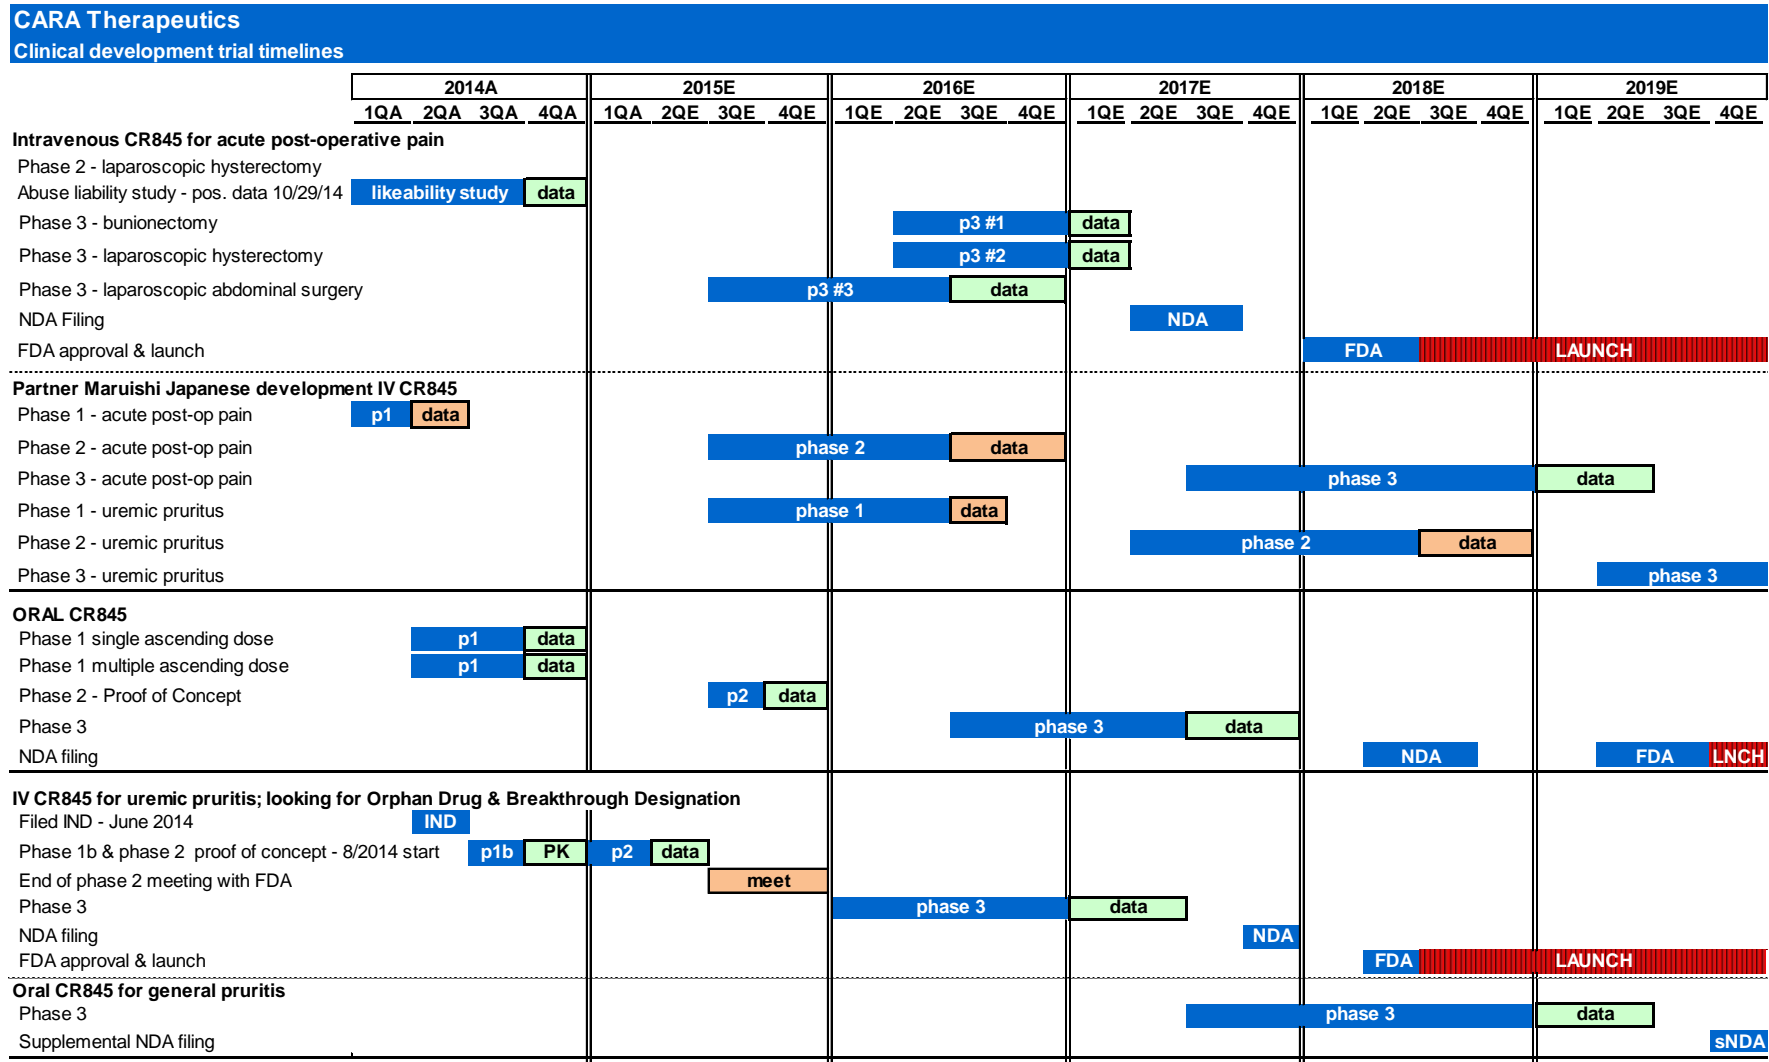 CARA Therapeutics
Clinical development trial timelines
2014A 2015E 2016E 2017E 2018E 2019E
1QA 2QA 3QA 4QA 1QA 2QE 3QE 4QE 1QE 2QE 3QE 4QE 1QE 2QE 3QE 4QE 1QE 2QE 3QE 4QE 1QE 2QE 3QE 4QE
Intravenous CR845 for acute post-operative pain
Phase 2 - laparoscopic hysterectomy
Abuse liability study - pos. data 10/29/14 likeability study data
Phase 3 - bunionectomy p3 #1 data
Phase 3 - laparoscopic hysterectomy p3 #2 data
Phase 3 - laparoscopic abdominal surgery p3 #3 data
NDA Filing NDA
FDA approval & launch FDA LAUNCH
Partner Maruishi Japanese development IV CR845
Phase 1 - acute post-op pain p1 data
Phase 2 - acute post-op pain phase 2 data
Phase 3 - acute post-op pain phase 3 data
Phase 1 - uremic pruritus phase 1 data
Phase 2 - uremic pruritus phase 2 data
Phase 3 - uremic pruritus phase 3
ORAL CR845
Phase 1 single ascending dose p1 data
Phase 1 multiple ascending dose p1 data
Phase 2 - Proof of Concept p2 data
Phase 3 phase 3 data
NDA filing NDA FDA LNCH
IV CR845 for uremic pruritis; looking for Orphan Drug & Breakthrough Designation
Filed IND - June 2014 IND
Phase 1b & phase 2 proof of concept - 8/2014 start p1b PK p2 data
End of phase 2 meeting with FDA meet
Phase 3 phase 3 data
NDA filing NDA
FDA approval & launch FDA LAUNCH
Oral CR845 for general pruritis
Phase 3 phase 3 data
Supplemental NDA filing sNDA